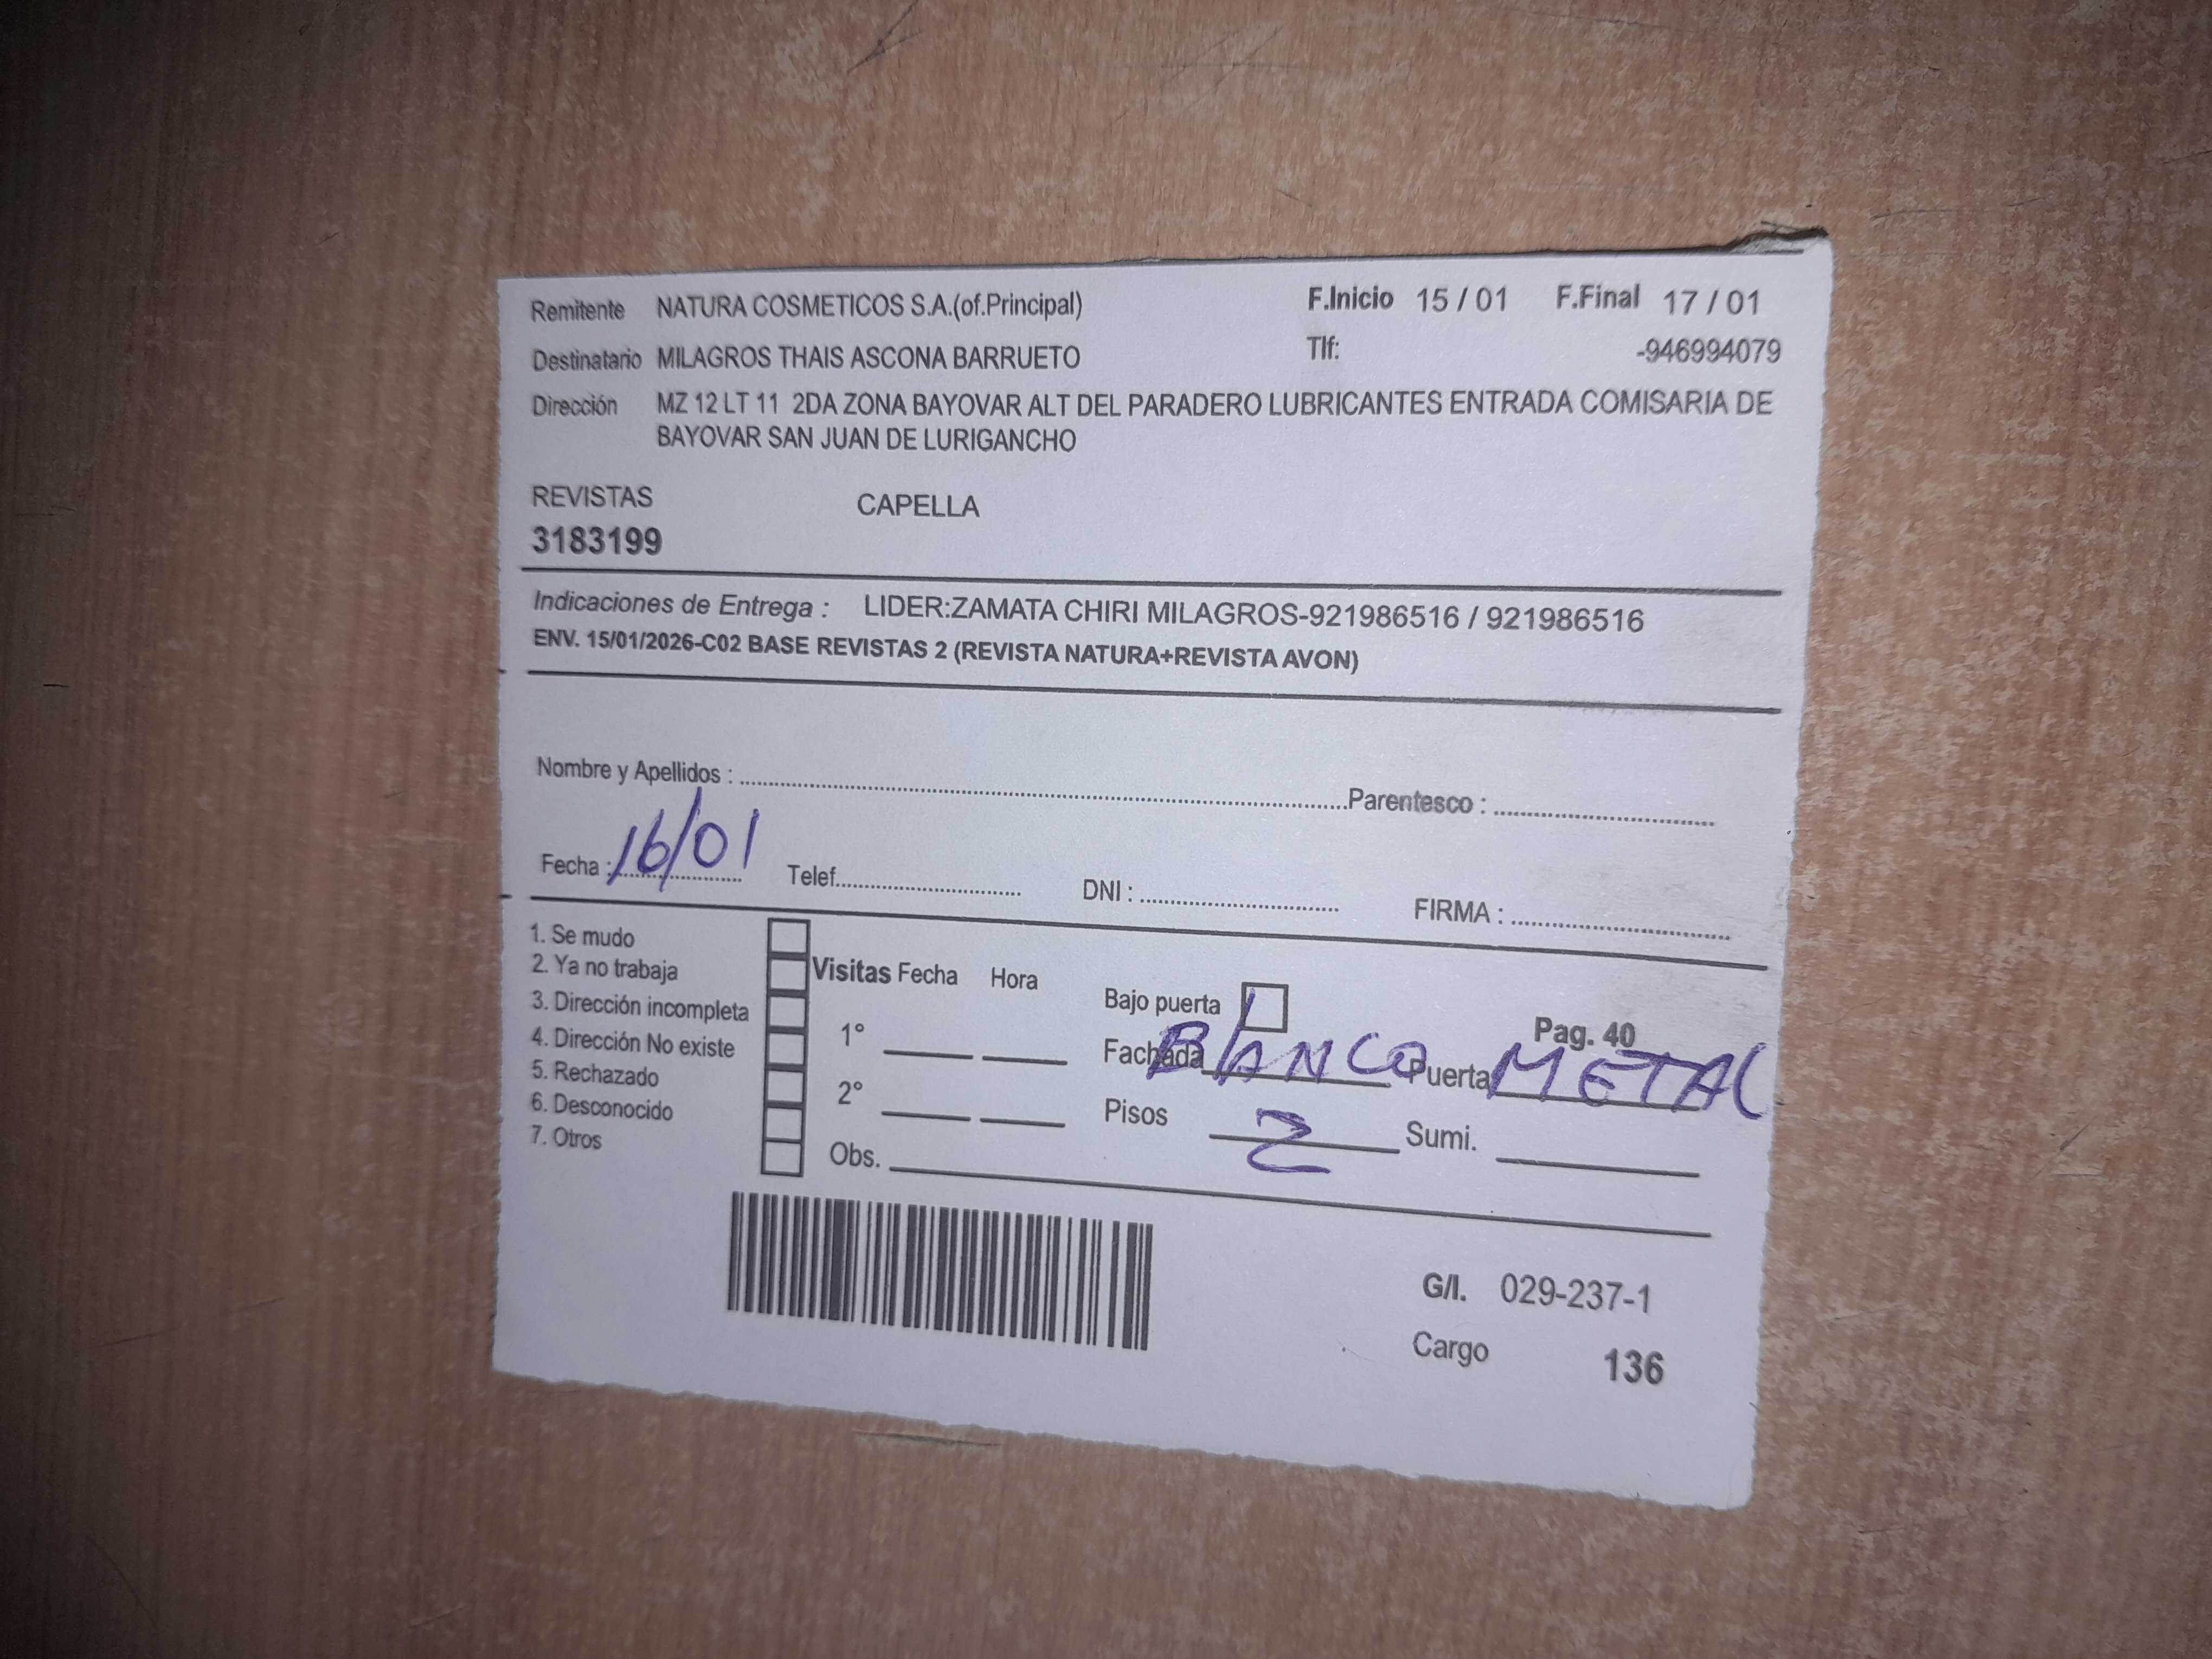 Remitente NATURA COSMETICOS S.A.(of.Principal) F.Inicio 15 / 01 F.Final 17 / 01
Destinatario MILAGROS THAIS ASCONA BARRUETO Tlf: -946994079
Dirección MZ 12 LT 11 2DA ZONA BAYOVAR ALT DEL PARADERO LUBRICANTES ENTRADA COMISARIA DE
BAYOVAR SAN JUAN DE LURIGANCHO
REVISTAS CAPELLA
3183199
Indicaciones de Entrega : LIDER:ZAMATA CHIRI MILAGROS-921986516 / 921986516
ENV. 15/01/2026-C02 BASE REVISTAS 2 (REVISTA NATURA+REVISTA AVON)
Nombre y Apellidos : Parentesco :
Fecha : 16/01 Telef. DNI : FIRMA :
1. Se mudo
2. Ya no trabaja
3. Dirección incompleta
4. Dirección No existe
5. Rechazado
6. Desconocido
7. Otros
Visitas Fecha Hora
1°
2°
Obs.
Bajo puerta Pag. 40
Fachada BLANCO Puerta METAL
Pisos 2 Sumi.
G/I. 029-237-1
Cargo 136